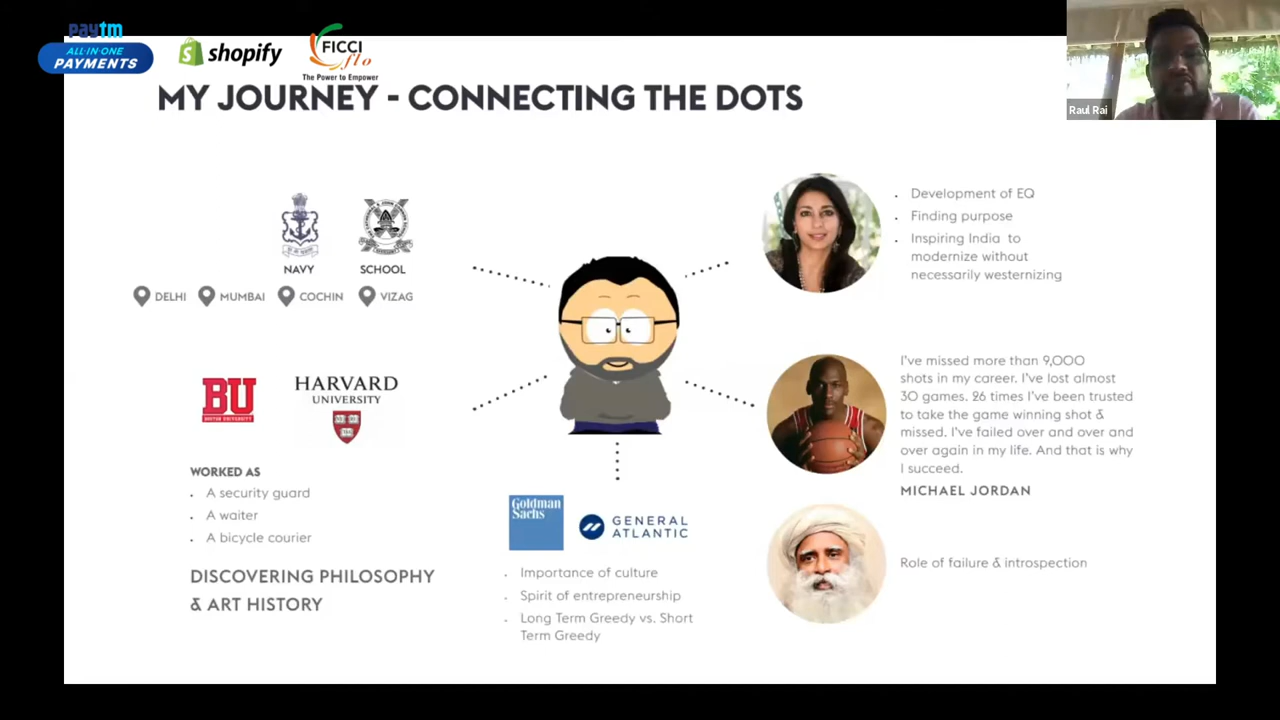 paytm
ALL-IN-ONE
PAYMENTS
shopify
FICCI
flo
The Power to Empower
Raul Rai
MY JOURNEY - CONNECTING THE DOTS
NAVY
SCHOOL
DELHI
MUMBAI
COCHIN
VIZAG
BU
BOSTON UNIVERSITY
HARVARD
UNIVERSITY
WORKED AS
• A security guard
• A waiter
• A bicycle courier
DISCOVERING PHILOSOPHY
& ART HISTORY
Goldman
Sachs
GENERAL
ATLANTIC
• Importance of culture
• Spirit of entrepreneurship
• Long Term Greedy vs. Short
Term Greedy
• Development of EQ
• Finding purpose
• Inspiring India to
modernize without
necessarily westernizing
I've missed more than 9,000
shots in my career. I've lost almost
30 games. 26 times I've been trusted
to take the game winning shot &
missed. I've failed over and over and
over again in my life. And that is why
I succeed.
MICHAEL JORDAN
Role of failure & introspection